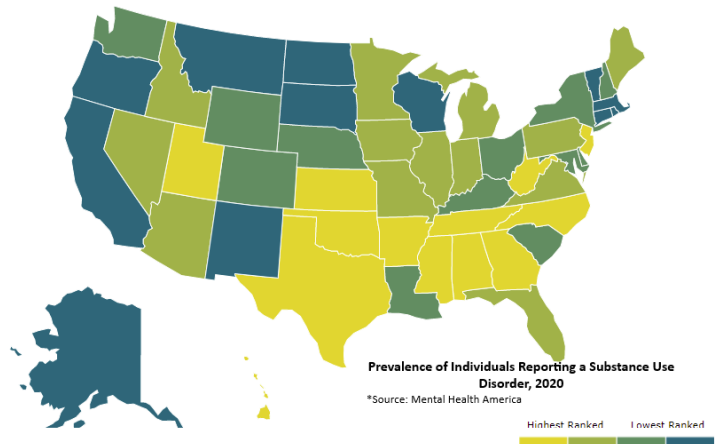 Prevalence of Individuals Reporting a Substance Use
Disorder, 2020
*Source: Mental Health America
Highest Ranked Lowest Ranked